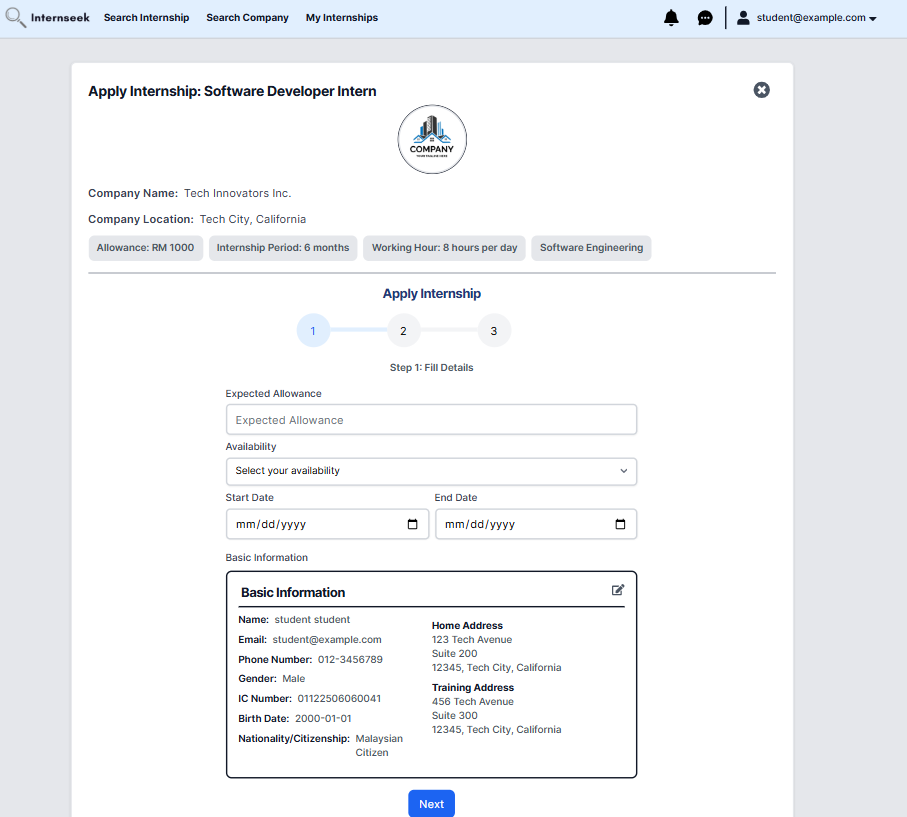 Internseek Search Internship Search Company My Internships student@example.com
Apply Internship: Software Developer Intern
COMPANY
YOUR TAGLINE HERE
Company Name: Tech Innovators Inc.
Company Location: Tech City, California
Allowance: RM 1000 Internship Period: 6 months Working Hour: 8 hours per day Software Engineering
Apply Internship
1 2 3
Step 1: Fill Details
Expected Allowance
Expected Allowance
Availability
Select your availability
Start Date End Date
mm/dd/yyyy mm/dd/yyyy
Basic Information
Basic Information
Name: student student
Email: student@example.com
Phone Number: 012-3456789
Gender: Male
IC Number: 01122506060041
Birth Date: 2000-01-01
Nationality/Citizenship: Malaysian
Citizen
Home Address
123 Tech Avenue
Suite 200
12345, Tech City, California
Training Address
456 Tech Avenue
Suite 300
12345, Tech City, California
Next